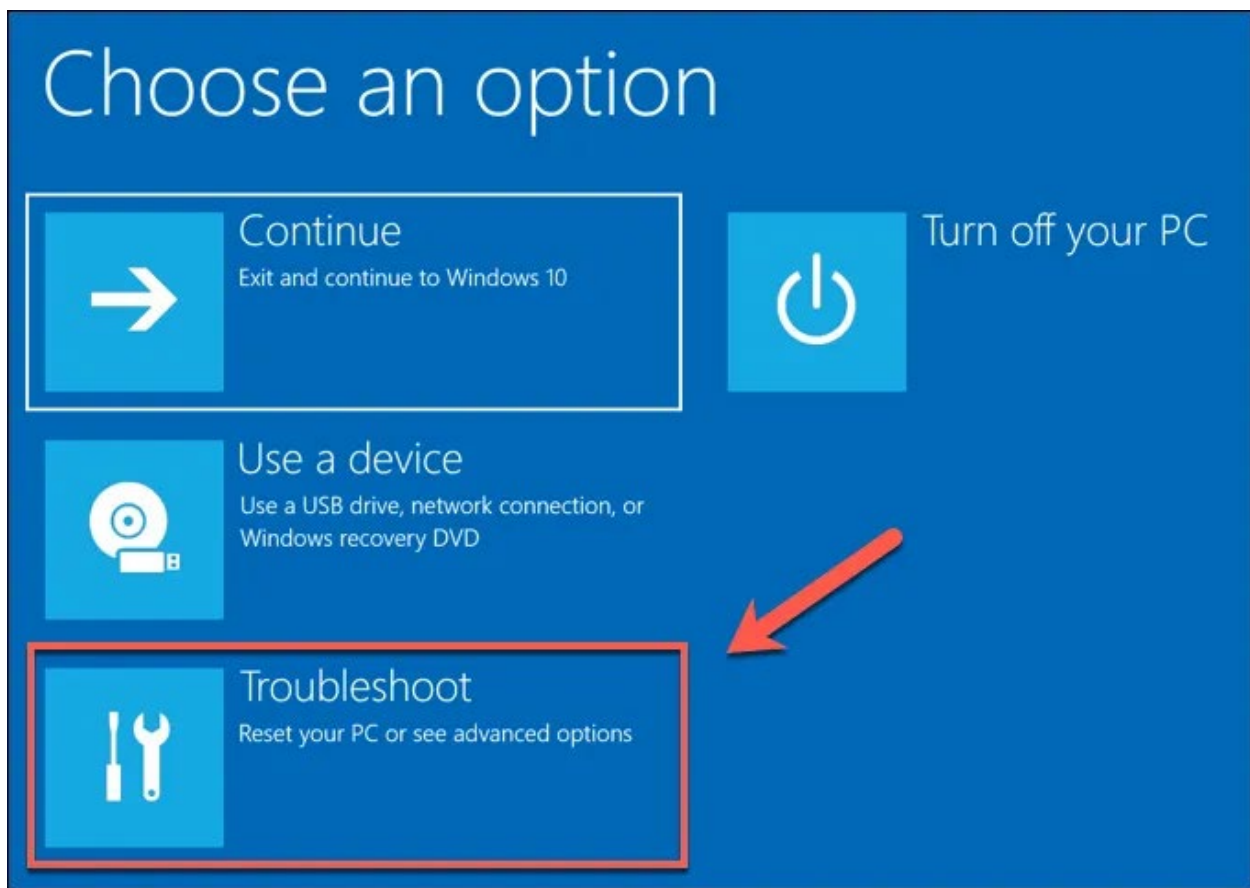 Choose an option
Continue
Exit and continue to Windows 10
Turn off your PC
Use a device
Use a USB drive, network connection, or
Windows recovery DVD
Troubleshoot
Reset your PC or see advanced options